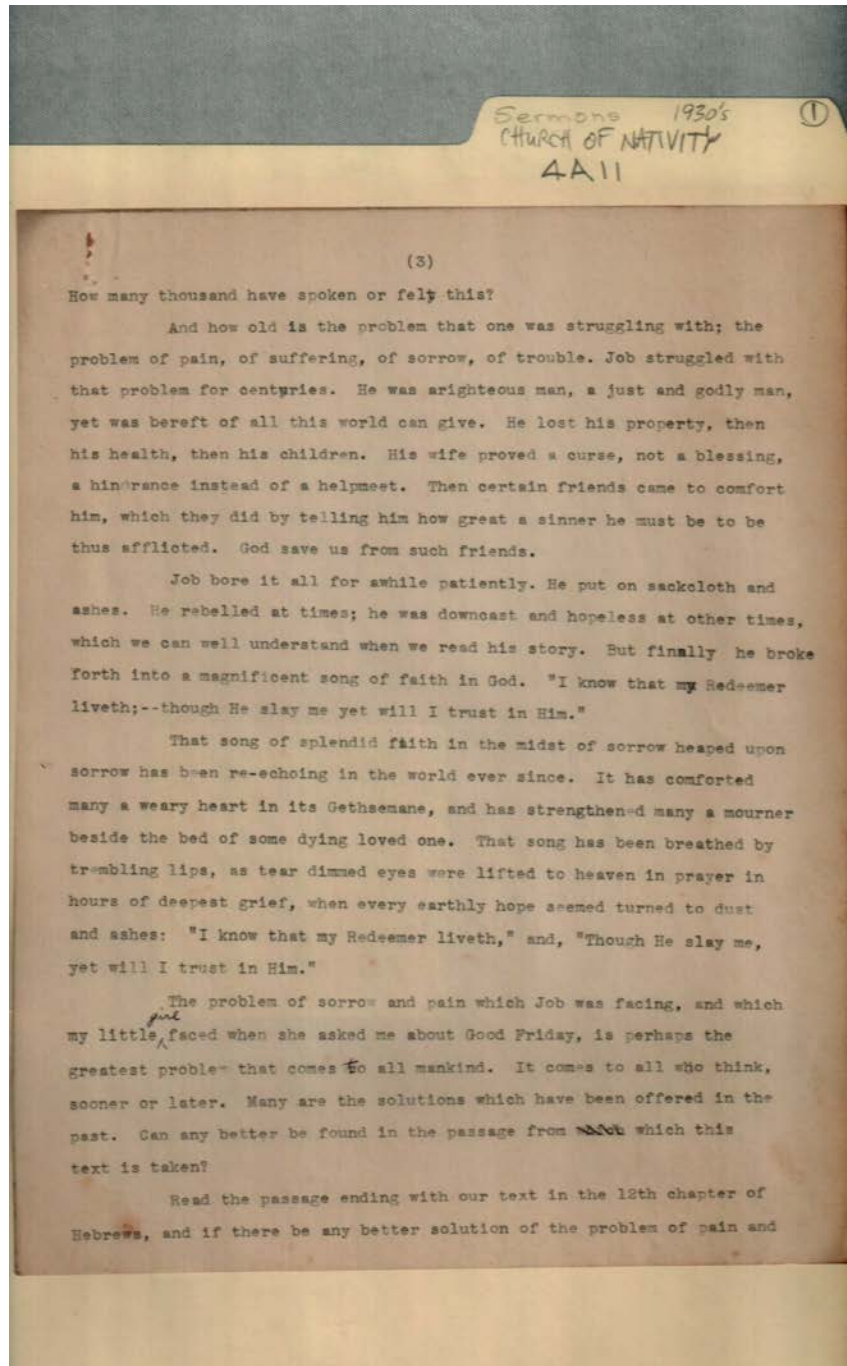 Sermons 1930's ①
CHURCH OF NATIVITY
4A11
(3)
How many thousand have spoken or felt this?
And how old is the problem that one was struggling with; the
problem of pain, of suffering, of sorrow, of trouble. Job struggled with
that problem for centuries. He was arighteous man, a just and godly man,
yet was bereft of all this world can give. He lost his property, then
his health, then his children. His wife proved a curse, not a blessing,
a hindrance instead of a helpmeet. Then certain friends came to comfort
him, which they did by telling him how great a sinner he must be to be
thus afflicted. God save us from such friends.
Job bore it all for awhile patiently. He put on sackcloth and
ashes. He rebelled at times; he was downcast and hopeless at other times,
which we can well understand when we read his story. But finally he broke
forth into a magnificent song of faith in God. "I know that my Redeemer
liveth;--though He slay me yet will I trust in Him."
That song of splendid faith in the midst of sorrow heaped upon
sorrow has been re-echoing in the world ever since. It has comforted
many a weary heart in its Gethsemane, and has strengthened many a mourner
beside the bed of some dying loved one. That song has been breathed by
trembling lips, as tear dimmed eyes were lifted to heaven in prayer in
hours of deepest grief, when every earthly hope seemed turned to dust
and ashes: "I know that my Redeemer liveth," and, "Though He slay me,
yet will I trust in Him."
The problem of sorrow and pain which Job was facing, and which
my little girl faced when she asked me about Good Friday, is perhaps the
greatest problem that comes to all mankind. It comes to all who think,
sooner or later. Many are the solutions which have been offered in the
past. Can any better be found in the passage from which this
text is taken?
Read the passage ending with our text in the 12th chapter of
Hebrews, and if there be any better solution of the problem of pain and